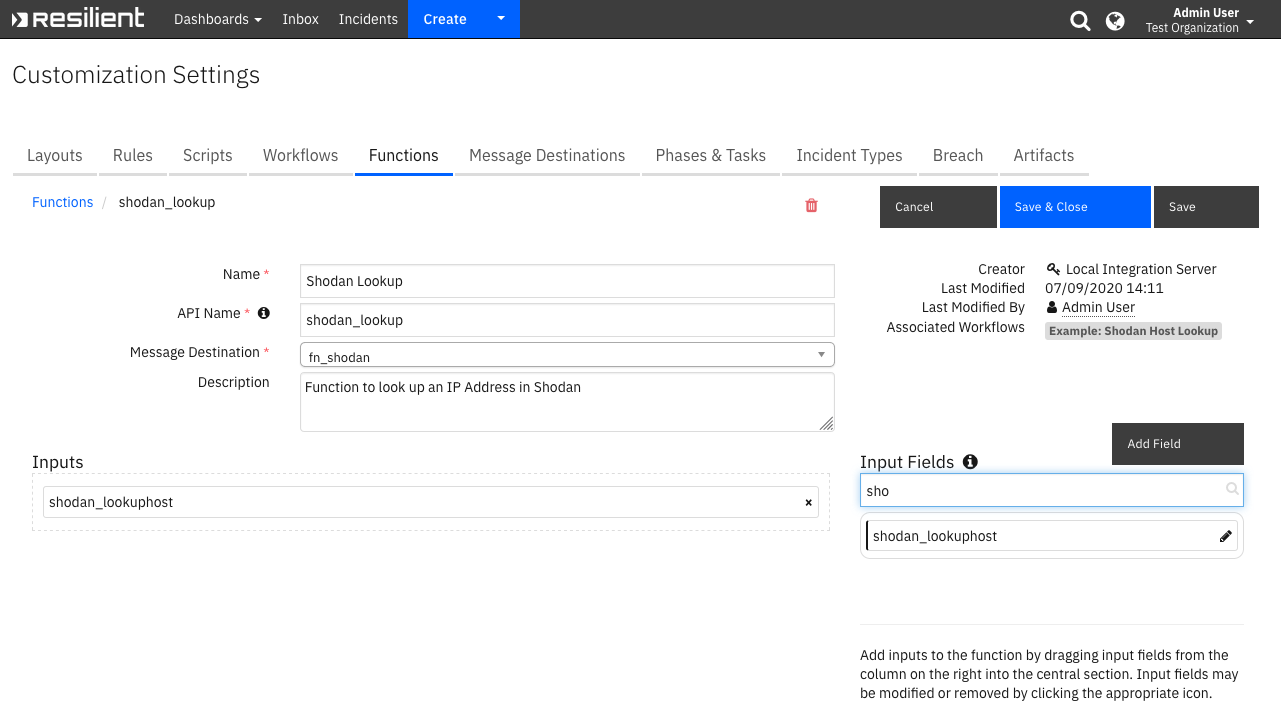 resilient Dashboards Inbox Incidents Create Admin User
Test Organization
Customization Settings
Layouts Rules Scripts Workflows Functions Message Destinations Phases & Tasks Incident Types Breach Artifacts
Functions / shodan_lookup Cancel Save & Close Save
Name * Shodan Lookup
API Name * shodan_lookup
Message Destination * fn_shodan
Description Function to look up an IP Address in Shodan
Creator Local Integration Server
Last Modified 07/09/2020 14:11
Last Modified By Admin User
Associated Workflows Example: Shodan Host Lookup
Add Field
Inputs
shodan_lookuphost ×
Input Fields
sho
shodan_lookuphost
Add inputs to the function by dragging input fields from the
column on the right into the central section. Input fields may
be modified or removed by clicking the appropriate icon.